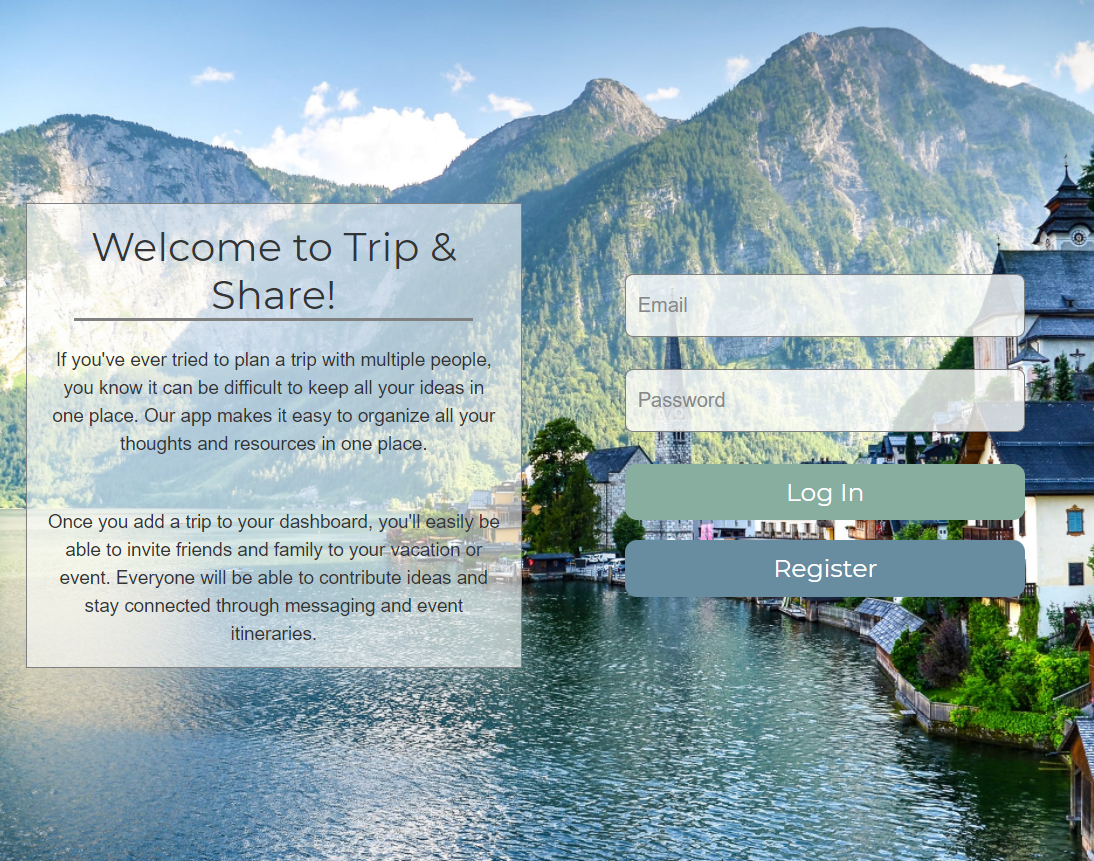 Welcome to Trip &
Share!
If you've ever tried to plan a trip with multiple people,
you know it can be difficult to keep all your ideas in
one place. Our app makes it easy to organize all your
thoughts and resources in one place.
Once you add a trip to your dashboard, you'll easily be
able to invite friends and family to your vacation or
event. Everyone will be able to contribute ideas and
stay connected through messaging and event
itineraries.
Email
Password
Log In
Register